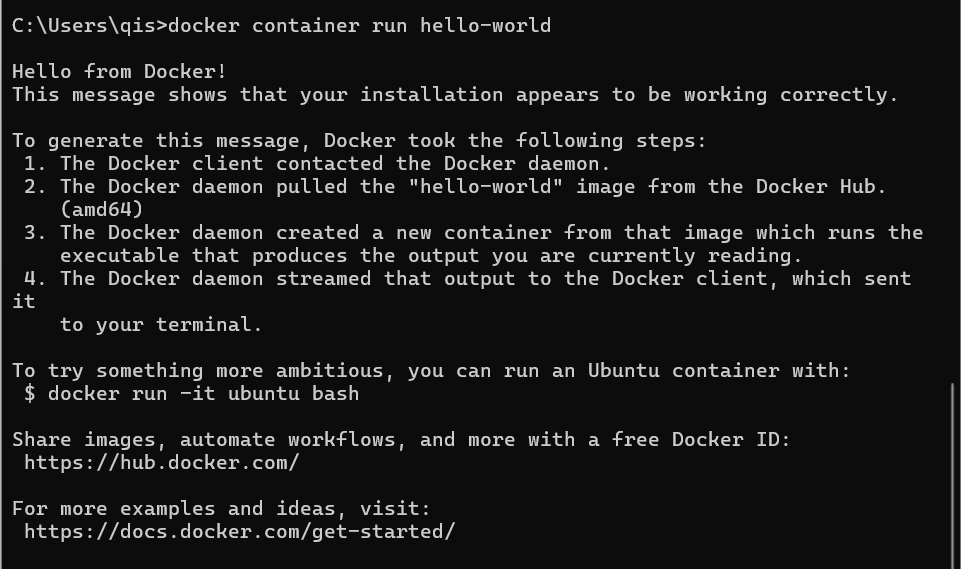 C:\Users\qis>docker container run hello-world
Hello from Docker!
This message shows that your installation appears to be working correctly.
To generate this message, Docker took the following steps:
1. The Docker client contacted the Docker daemon.
2. The Docker daemon pulled the "hello-world" image from the Docker Hub.
(amd64)
3. The Docker daemon created a new container from that image which runs the
executable that produces the output you are currently reading.
4. The Docker daemon streamed that output to the Docker client, which sent
it
to your terminal.
To try something more ambitious, you can run an Ubuntu container with:
$ docker run -it ubuntu bash
Share images, automate workflows, and more with a free Docker ID:
https://hub.docker.com/
For more examples and ideas, visit:
https://docs.docker.com/get-started/